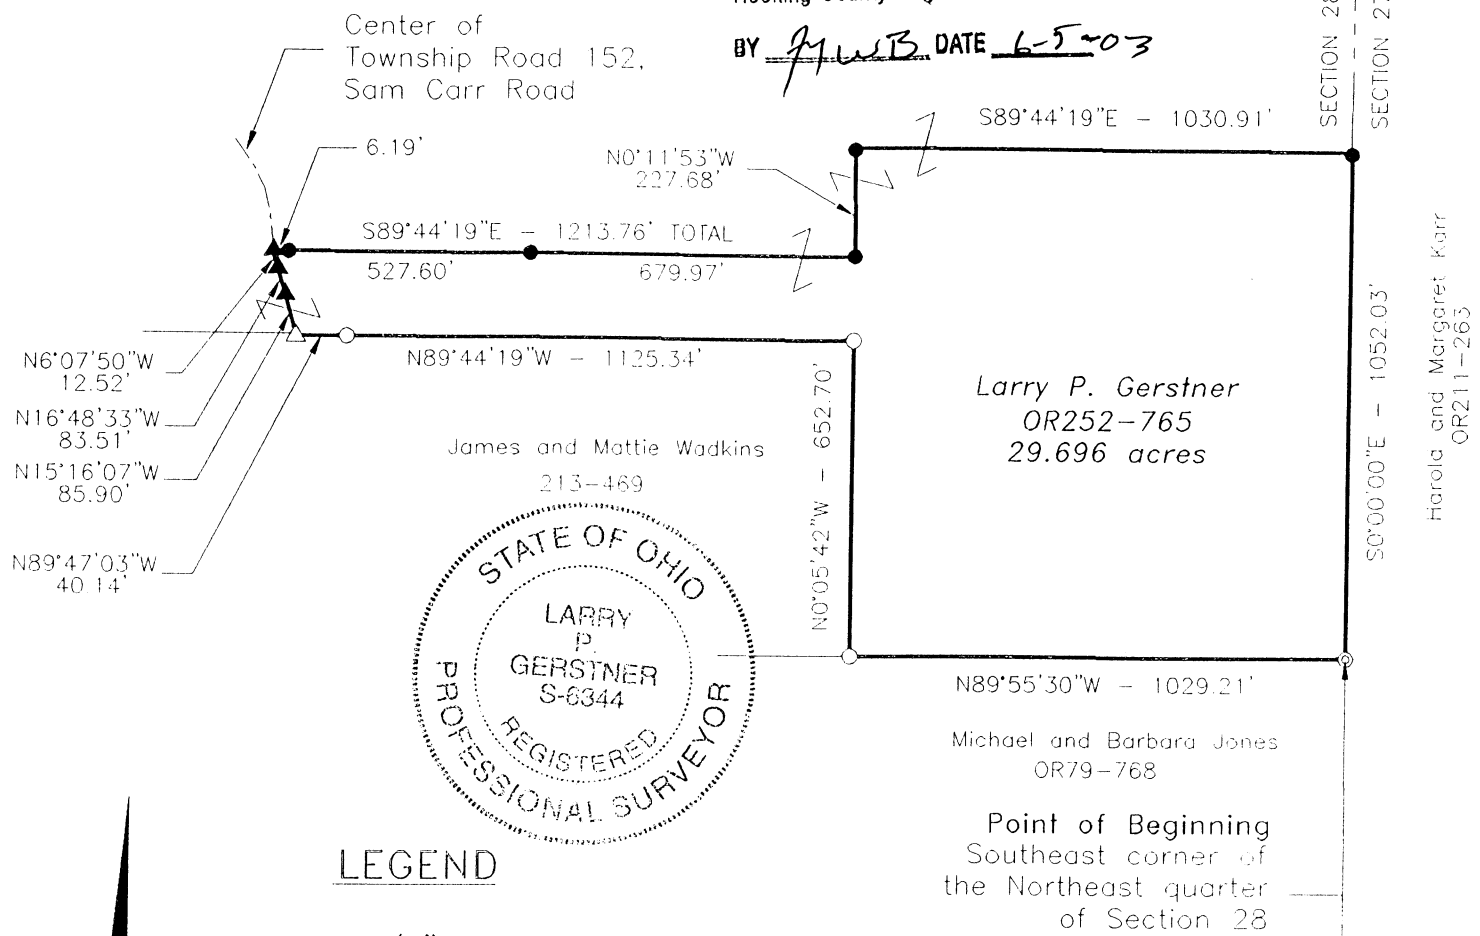 Center of
Township Road 152,
Sam Carr Road
BY DATE 6-5-03
SECTION 28
SECTION 27
S89°44'19"E - 1030.91'
6.19'
N0°11'53"W
227.68'
S89°44'19"E - 1213.76' TOTAL
527.60'
679.97'
N89°44'19"W - 1125.34'
N6°07'50"W
12.52'
N16°48'33"W
83.51'
N15°16'07"W
85.90'
N89°47'03"W
40.14'
James and Mattie Wadkins
213-469
N0°05'42"W - 652.70'
Larry P. Gerstner
OR252-765
29.696 acres
S0°00'00"E - 1052.03'
Harold and Margaret Karr
OR211-263
STATE OF OHIO
LARRY
P.
GERSTNER
S-6344
REGISTERED
PROFESSIONAL SURVEYOR
N89°55'30"W - 1029.21'
Michael and Barbara Jones
OR79-768
Point of Beginning
Southeast corner of
the Northeast quarter
of Section 28
LEGEND